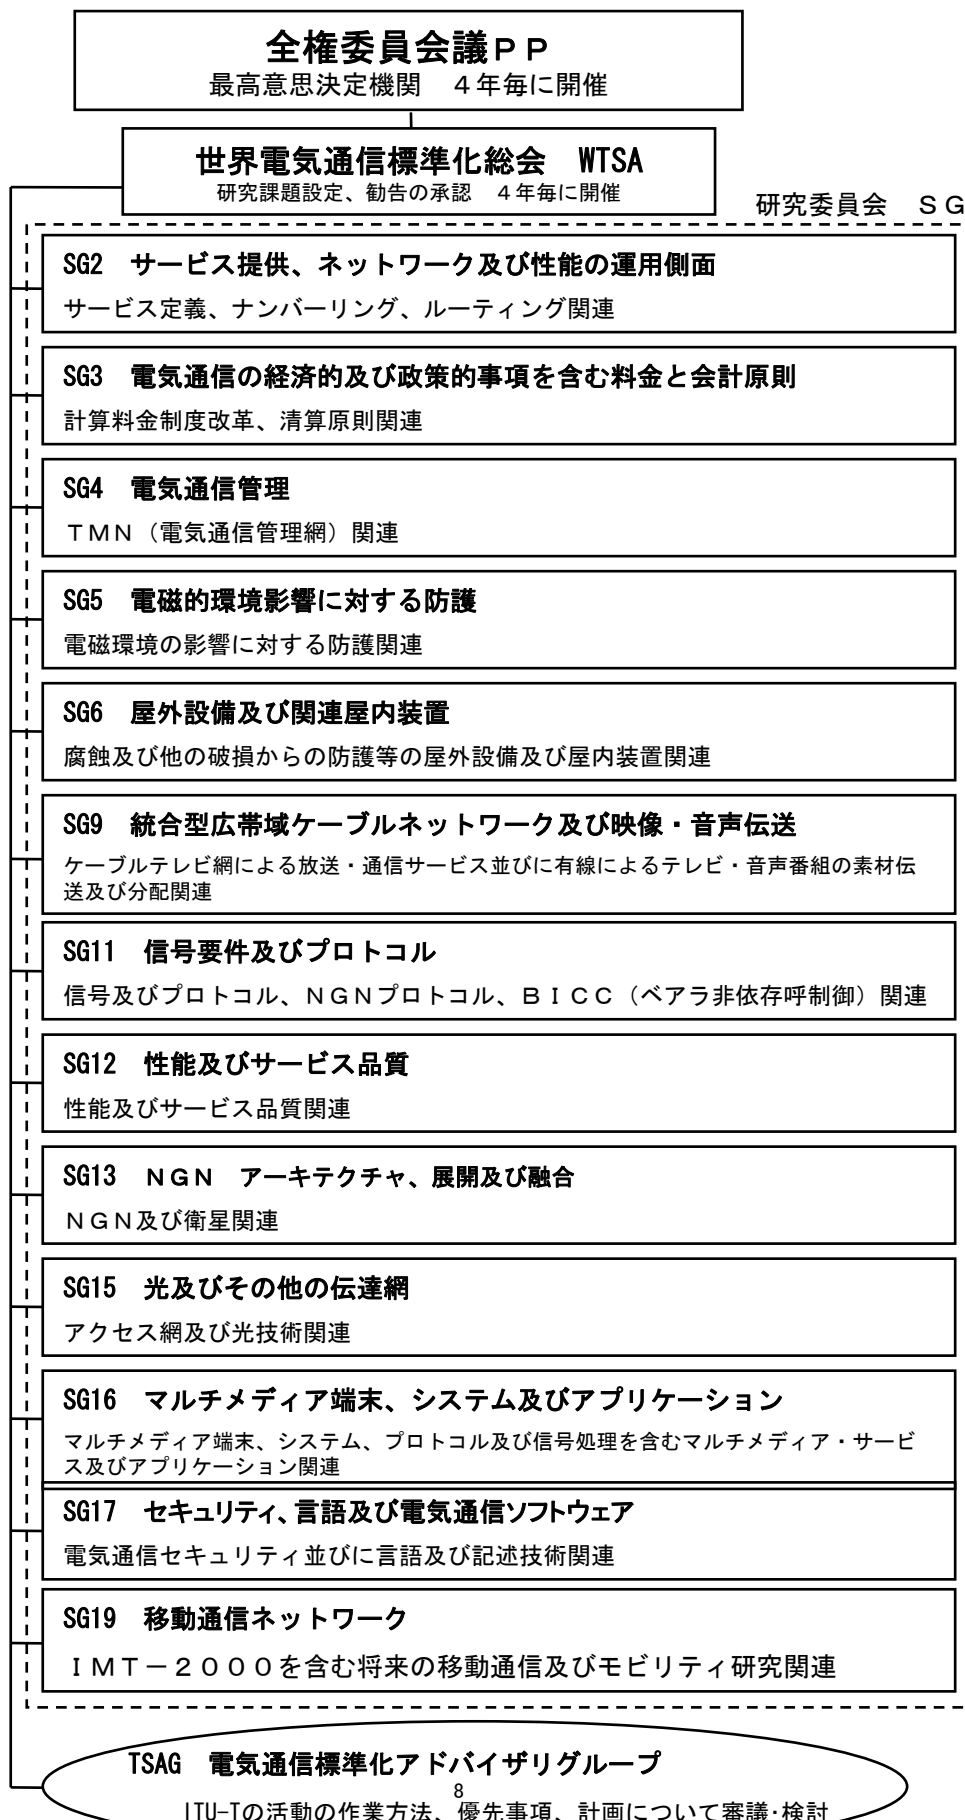 全権委員会議ＰＰ
最高意思決定機関　４年毎に開催
世界電気通信標準化総会　WTSA
研究課題設定、勧告の承認　４年毎に開催
研究委員会　ＳＧ
SG2　サービス提供、ネットワーク及び性能の運用側面
サービス定義、ナンバーリング、ルーティング関連
SG3　電気通信の経済的及び政策的事項を含む料金と会計原則
計算料金制度改革、清算原則関連
SG4　電気通信管理
ＴＭＮ（電気通信管理網）関連
SG5　電磁的環境影響に対する防護
電磁環境の影響に対する防護関連
SG6　屋外設備及び関連屋内装置
腐蝕及び他の破損からの防護等の屋外設備及び屋内装置関連
SG9　統合型広帯域ケーブルネットワーク及び映像・音声伝送
ケーブルテレビ網による放送・通信サービス並びに有線によるテレビ・音声番組の素材伝
送及び分配関連
SG11　信号要件及びプロトコル
信号及びプロトコル、ＮＧＮプロトコル、ＢＩＣＣ（ベアラ非依存呼制御）関連
SG12　性能及びサービス品質
性能及びサービス品質関連
SG13　ＮＧＮ　アーキテクチャ、展開及び融合
ＮＧＮ及び衛星関連
SG15　光及びその他の伝達網
アクセス網及び光技術関連
SG16　マルチメディア端末、システム及びアプリケーション
マルチメディア端末、システム、プロトコル及び信号処理を含むマルチメディア・サービ
ス及びアプリケーション関連
SG17　セキュリティ、言語及び電気通信ソフトウェア
電気通信セキュリティ並びに言語及び記述技術関連
SG19　移動通信ネットワーク
ＩＭＴ－２０００を含む将来の移動通信及びモビリティ研究関連
TSAG　電気通信標準化アドバイザリグループ
8
ITU-Tの活動の作業方法、優先事項、計画について審議・検討